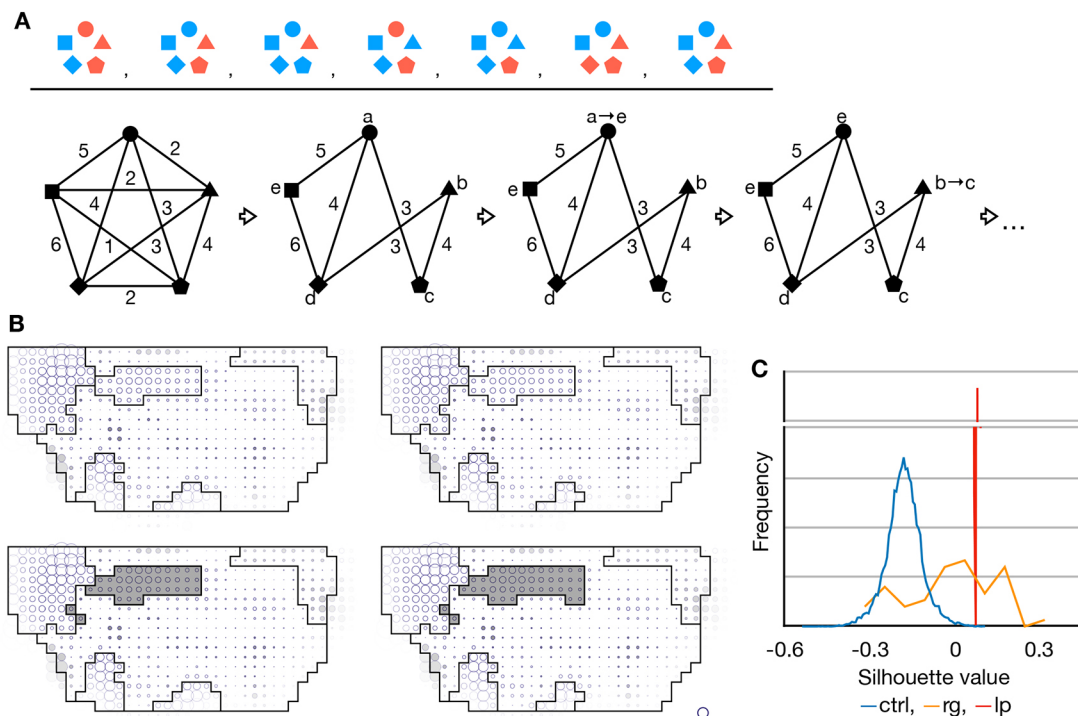 A
, , , , , ,
a a→e e
5 2 5 5 5
2 e b e b e b→c
4 3 4 3 4 3 4 3
6 1 3 4 6 3 4 6 3 4 6 3 4
...
2 d c d c d c
B
C
Frequency
-0.6 -0.3 0 0.3
Silhouette value
ctrl, rg, lp